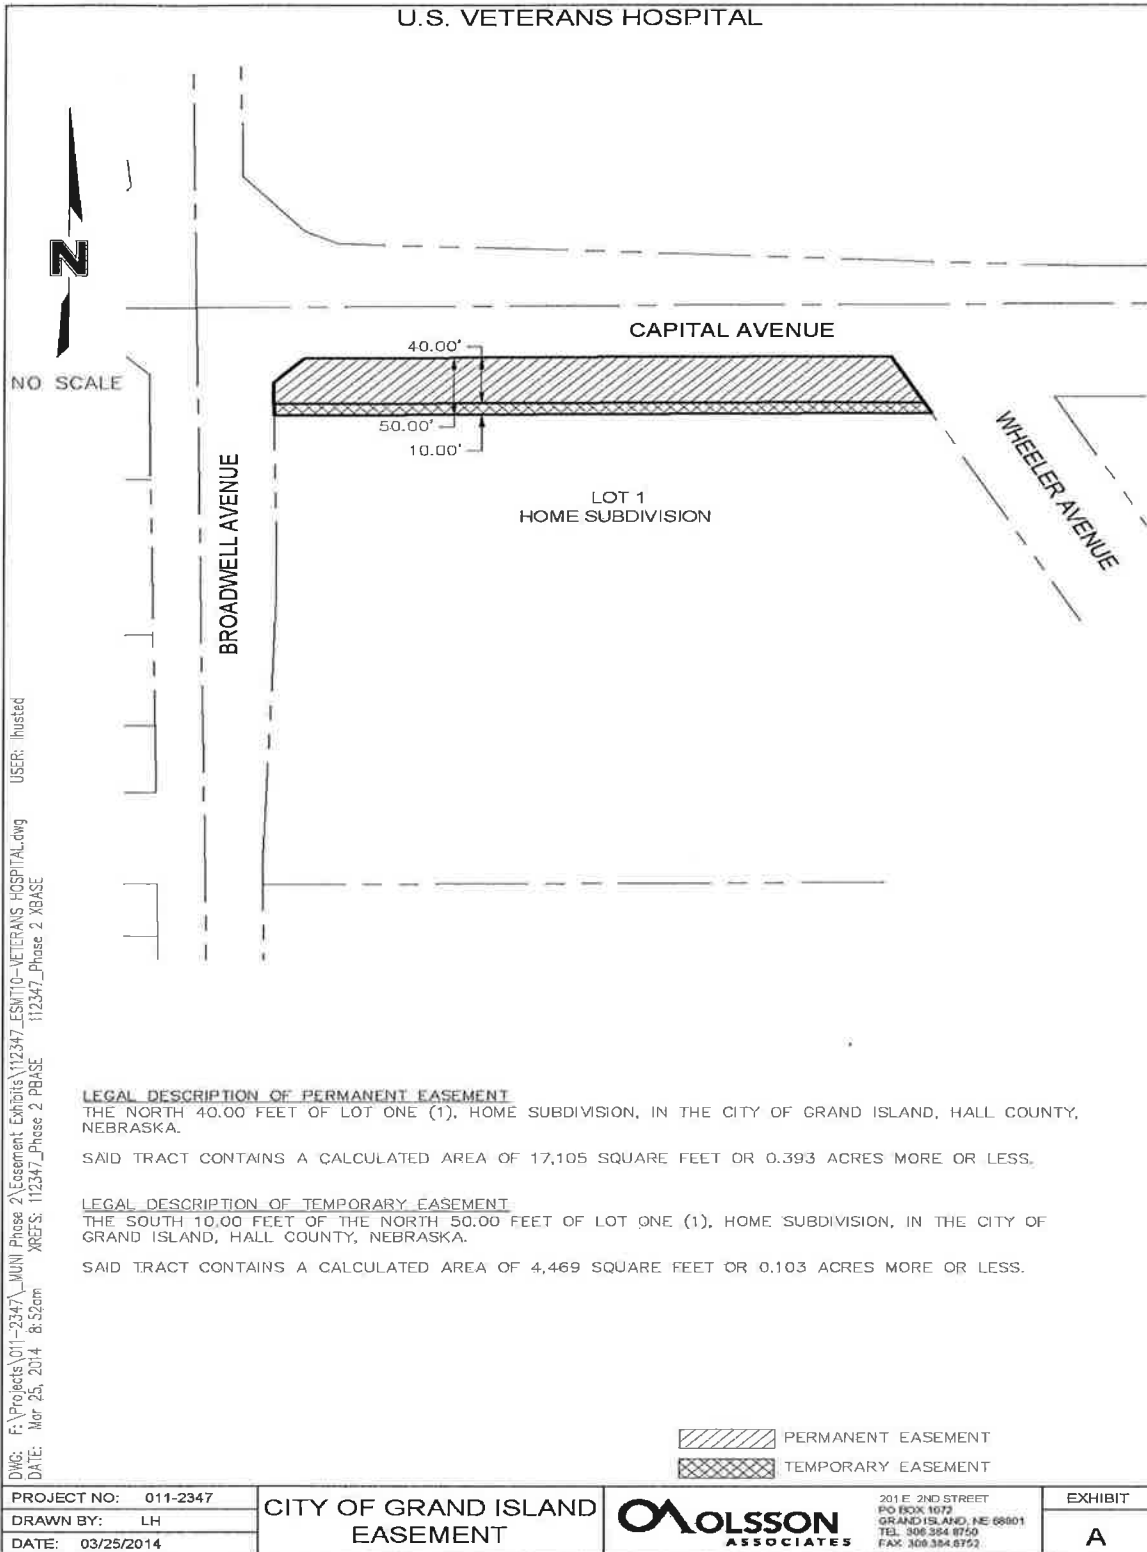 U.S. VETERANS HOSPITAL
N
NO SCALE
CAPITAL AVENUE
40.00'
50.00'
10.00'
BROADWELL AVENUE
WHEELER AVENUE
LOT 1
HOME SUBDIVISION
LEGAL DESCRIPTION OF PERMANENT EASEMENT
THE NORTH 40.00 FEET OF LOT ONE (1), HOME SUBDIVISION, IN THE CITY OF GRAND ISLAND, HALL COUNTY,
NEBRASKA.
SAID TRACT CONTAINS A CALCULATED AREA OF 17,105 SQUARE FEET OR 0.393 ACRES MORE OR LESS.
LEGAL DESCRIPTION OF TEMPORARY EASEMENT
THE SOUTH 10.00 FEET OF THE NORTH 50.00 FEET OF LOT ONE (1), HOME SUBDIVISION, IN THE CITY OF
GRAND ISLAND, HALL COUNTY, NEBRASKA.
SAID TRACT CONTAINS A CALCULATED AREA OF 4,469 SQUARE FEET OR 0.103 ACRES MORE OR LESS.
PERMANENT EASEMENT
TEMPORARY EASEMENT
DWG: F:\Projects\011-2347\_MUNI Phase 2\Easement Exhibits\112347_ESMT10-VETERANS HOSPITAL.dwg USER: lhusted
DATE: Mar 25, 2014 8:52am XREFS: 112347_Phase 2 PBASE 112347_Phase 2 XBASE
PROJECT NO: 011-2347
DRAWN BY: LH
DATE: 03/25/2014
CITY OF GRAND ISLAND
EASEMENT
OLSSON
ASSOCIATES
201 E. 2ND STREET
PO BOX 1072
GRAND ISLAND, NE 68801
TEL. 308.384.8750
FAX 308.384.8752
EXHIBIT
A